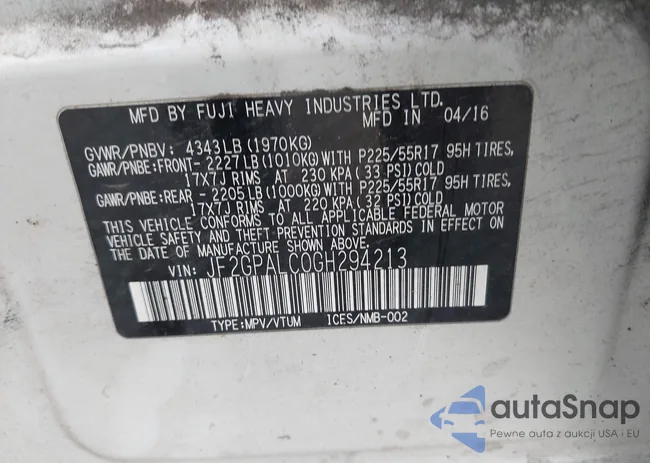 MFD BY FUJI HEAVY INDUSTRIES LTD.
MFD IN 04/16
GVWR/PNBV: 4343LB(1970KG)
GAWR/PNBE:FRONT-2227LB(1010KG)WITH P225/55R17 95H TIRES,
17X7J RIMS AT 230 KPA(33 PSI)COLD
GAWR/PNBE:REAR -2205LB(1000KG)WITH P225/55R17 95H TIRES,
17X7J RIMS AT 220 KPA(32 PSI)COLD
THIS VEHICLE CONFORMS TO ALL APPLICABLE FEDERAL MOTOR
VEHICLE SAFETY AND THEFT PREVENTION STANDARDS IN EFFECT ON
THE DATE OF MANUFACTURE SHOWN ABOVE.
VIN: JF2GPALC0GH294213
TYPE:MPV/VTUM ICES/NMB-002
autoSnap
Pewne auta z aukcji USA i EU